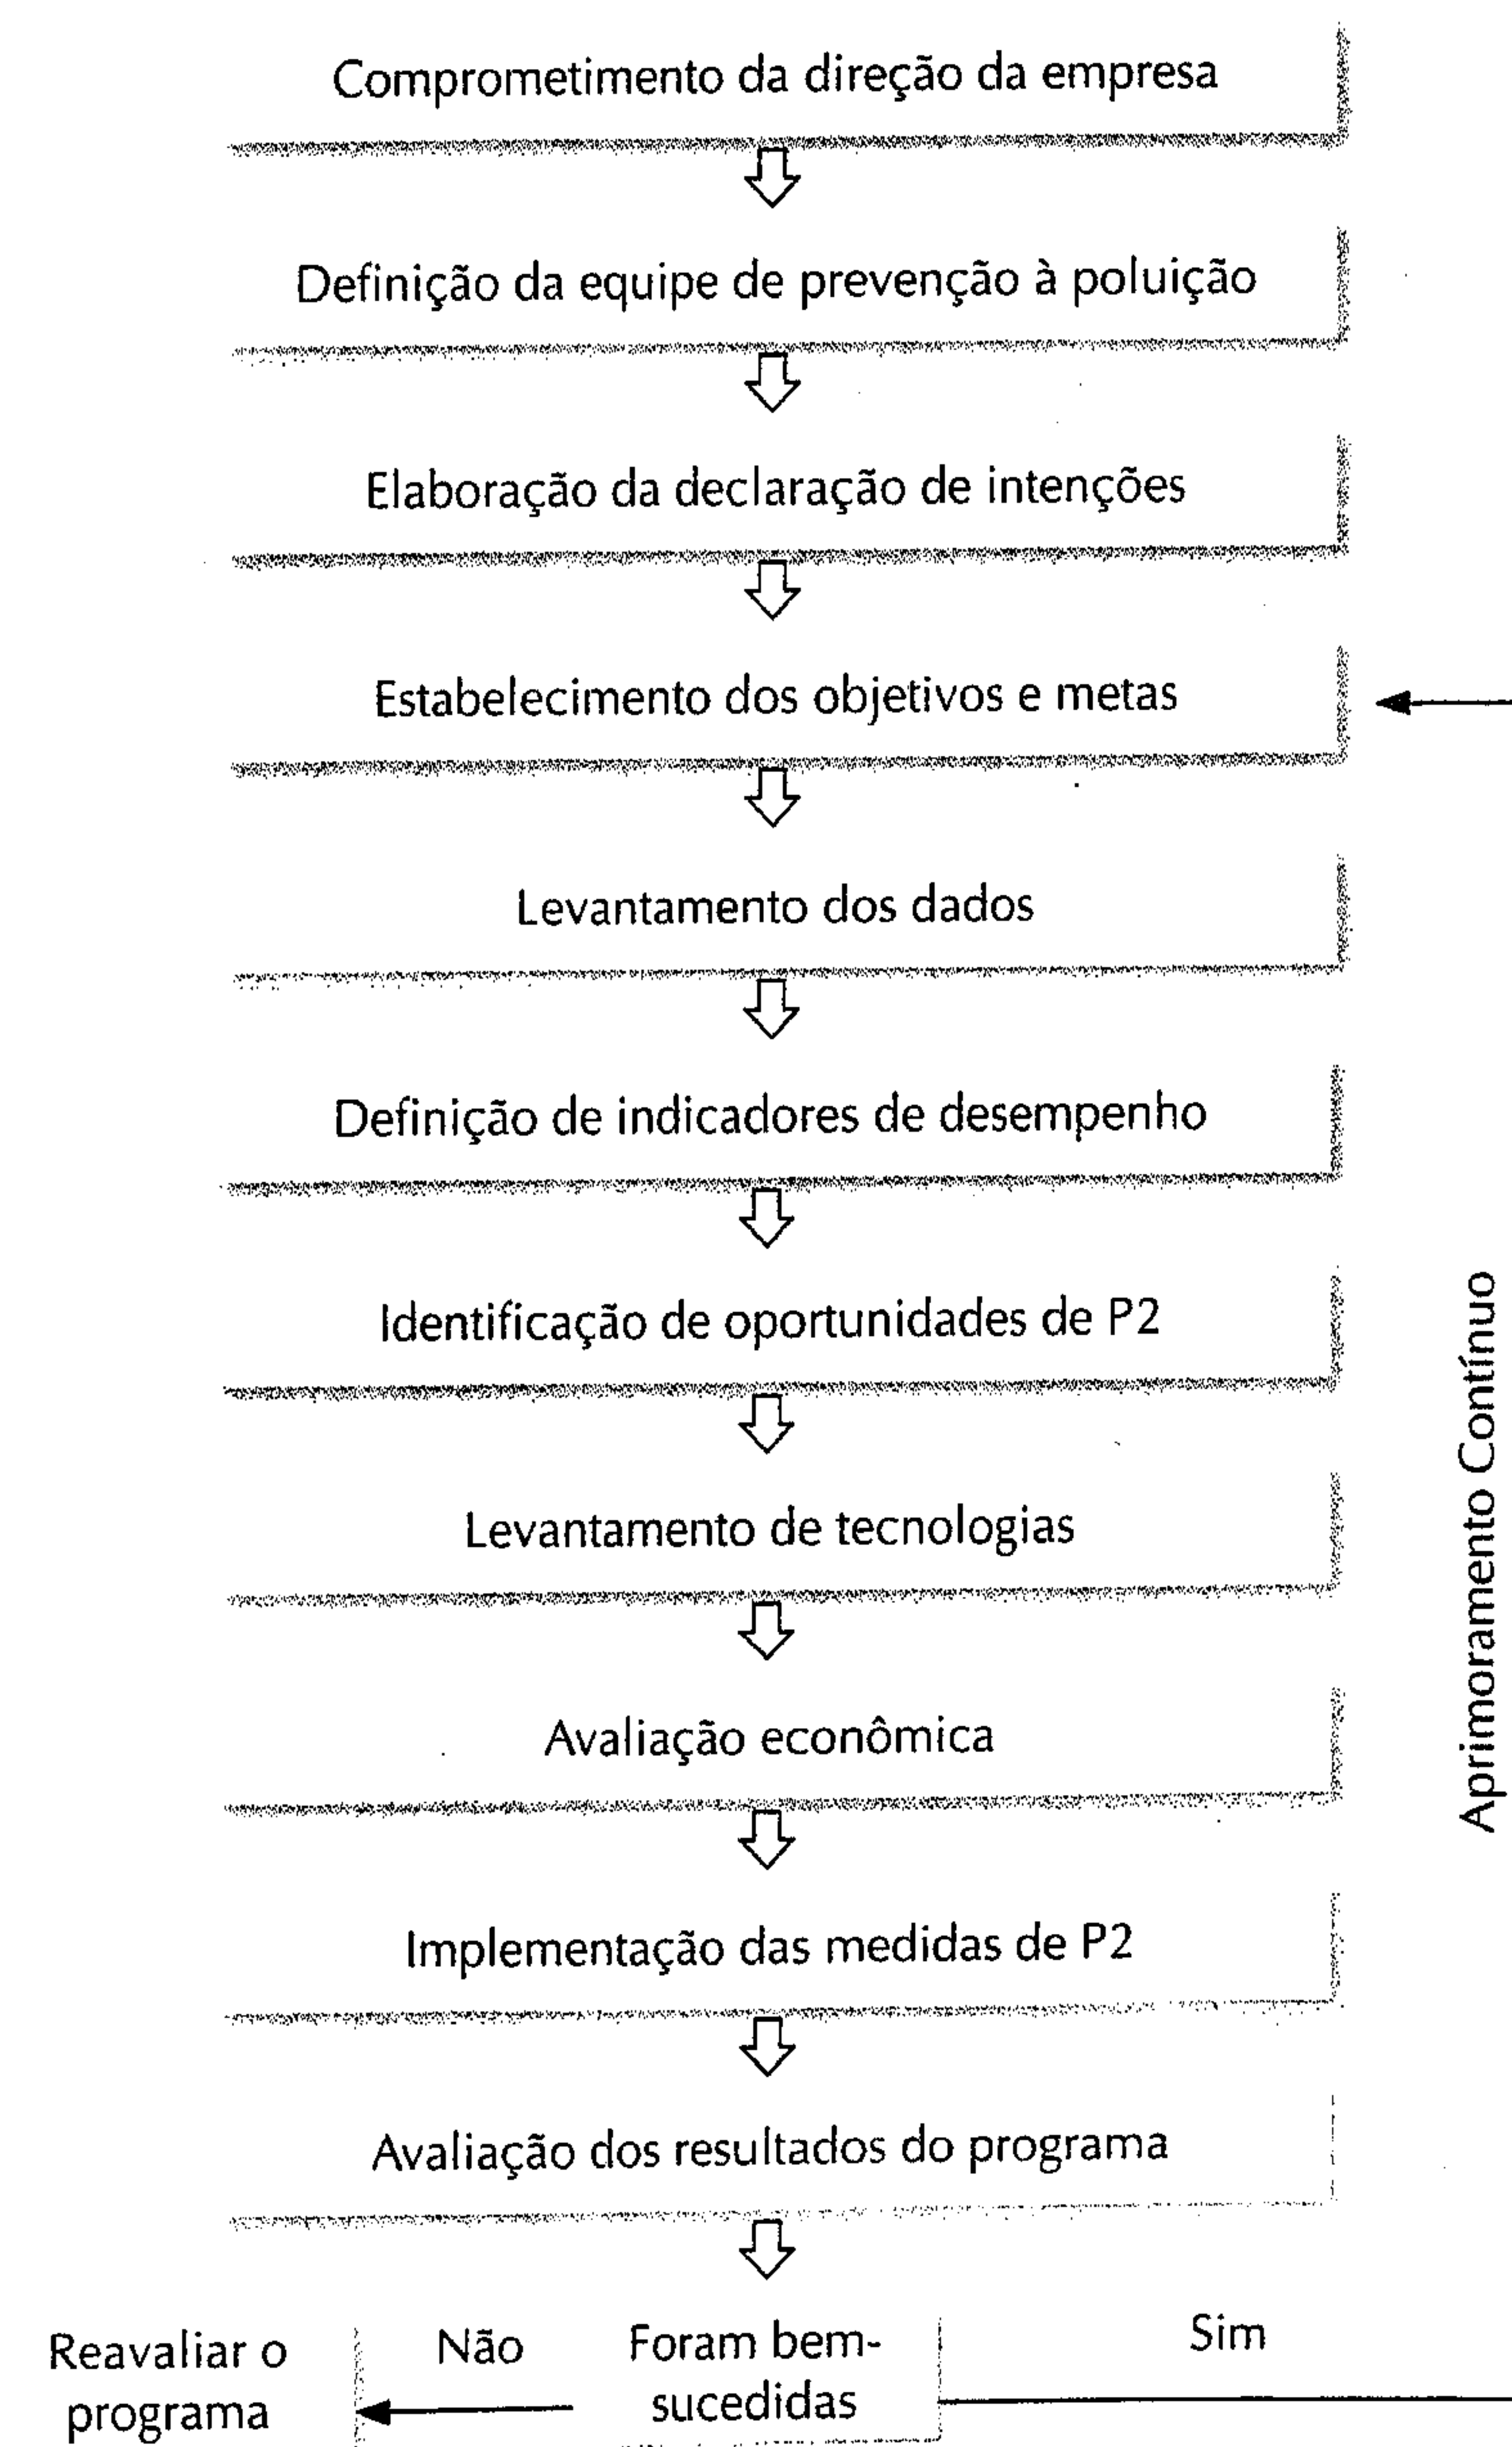 Comprometimento da direção da empresa
Definição da equipe de prevenção à poluição
Elaboração da declaração de intenções
Estabelecimento dos objetivos e metas
Levantamento dos dados
Definição de indicadores de desempenho
Identificação de oportunidades de P2
Levantamento de tecnologias
Avaliação econômica
Implementação das medidas de P2
Avaliação dos resultados do programa
Reavaliar o
programa
Não
Foram bem-
sucedidas
Sim
Aprimoramento Contínuo